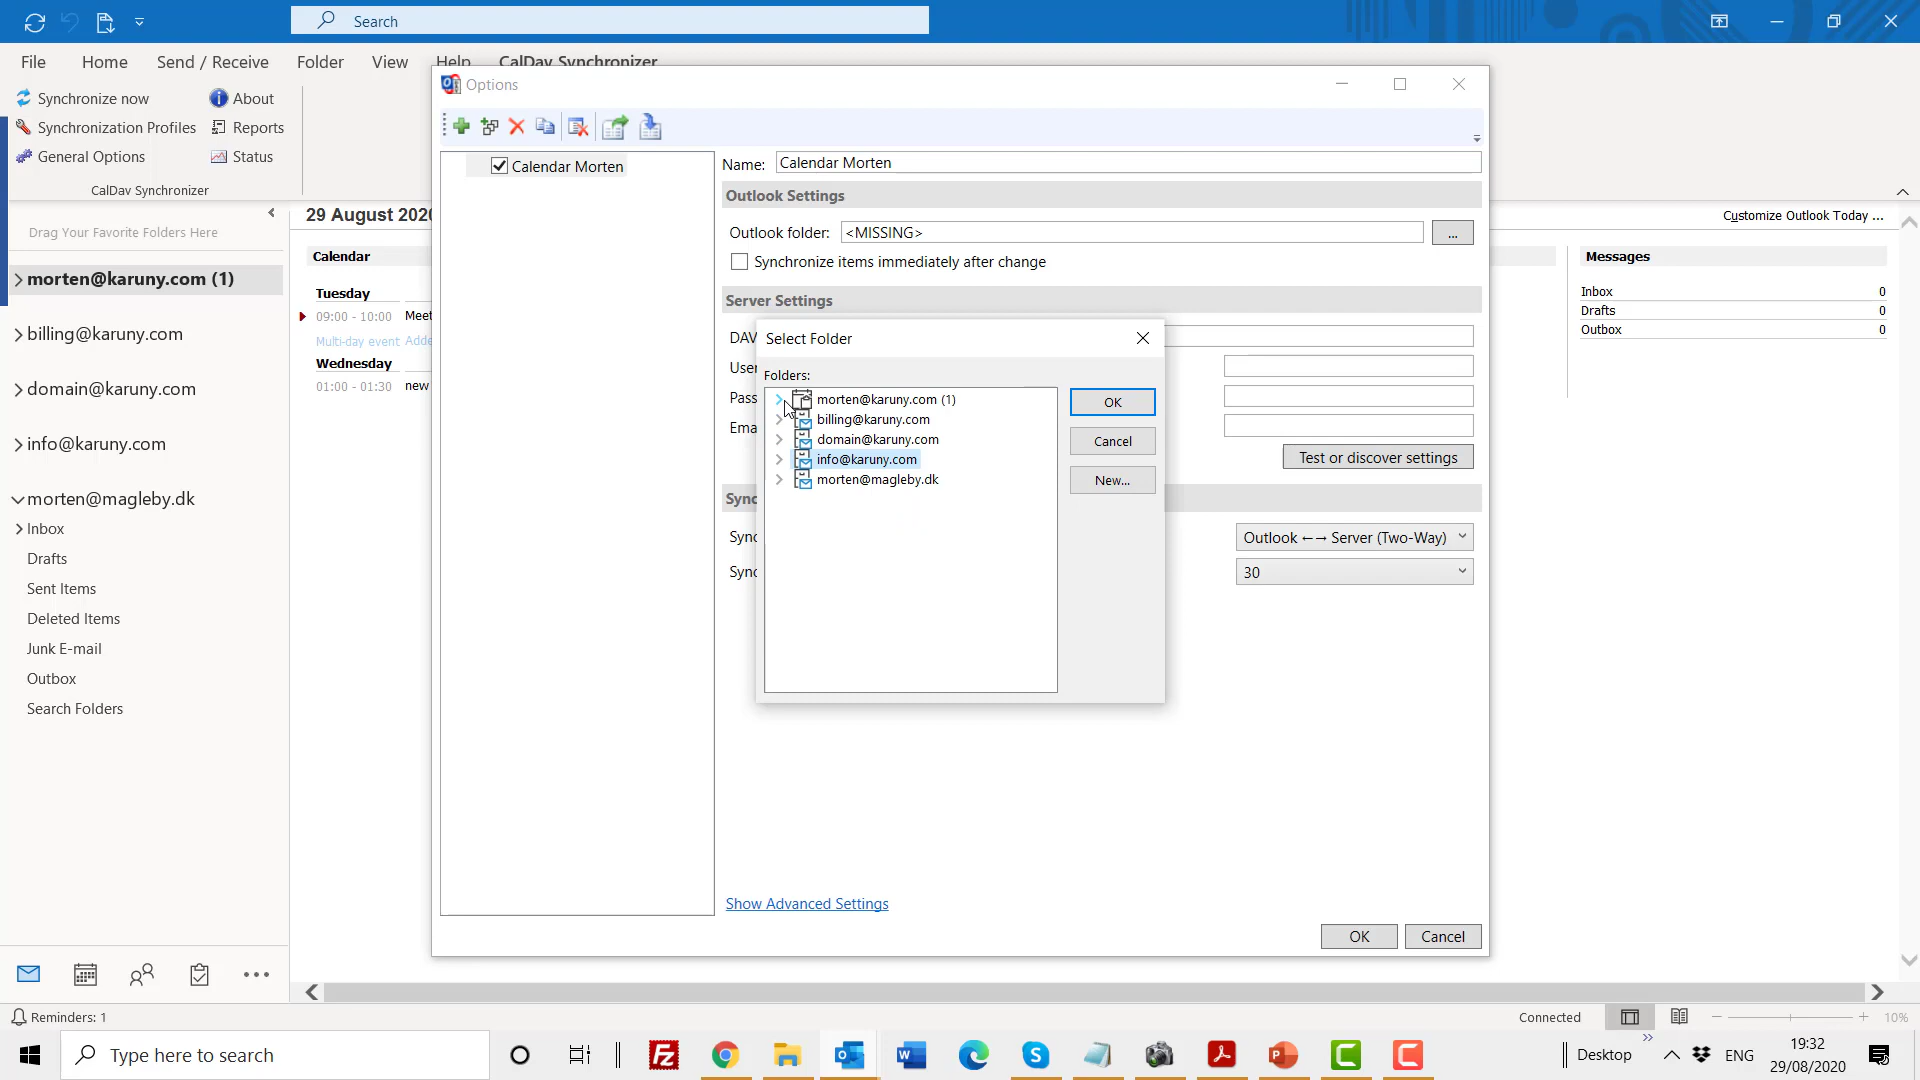 Search
File
Home
Send / Receive
Folder
View
Help
CalDav Synchronizer
Synchronize now
About
Synchronization Profiles
Reports
General Options
Status
CalDav Synchronizer
Drag Your Favorite Folders Here
morten@karuny.com (1)
billing@karuny.com
domain@karuny.com
info@karuny.com
morten@magleby.dk
Inbox
Drafts
Sent Items
Deleted Items
Junk E-mail
Outbox
Search Folders
29 August 2020
Calendar
Tuesday
09:00 - 10:00 Meet
Multi-day event Adde
Wednesday
01:00 - 01:30 new
Customize Outlook Today ...
Messages
Inbox 0
Drafts 0
Outbox 0
Options
Calendar Morten
Name: Calendar Morten
Outlook Settings
Outlook folder: <MISSING> ...
Synchronize items immediately after change
Server Settings
DAV
User
Pass
Ema
Test or discover settings
Sync
Sync Outlook ←→ Server (Two-Way)
Sync 30
Show Advanced Settings
OK
Cancel
Select Folder
Folders:
morten@karuny.com (1)
billing@karuny.com
domain@karuny.com
info@karuny.com
morten@magleby.dk
OK
Cancel
New...
Reminders: 1
Connected
10%
Type here to search
Desktop
ENG
19:32
29/08/2020